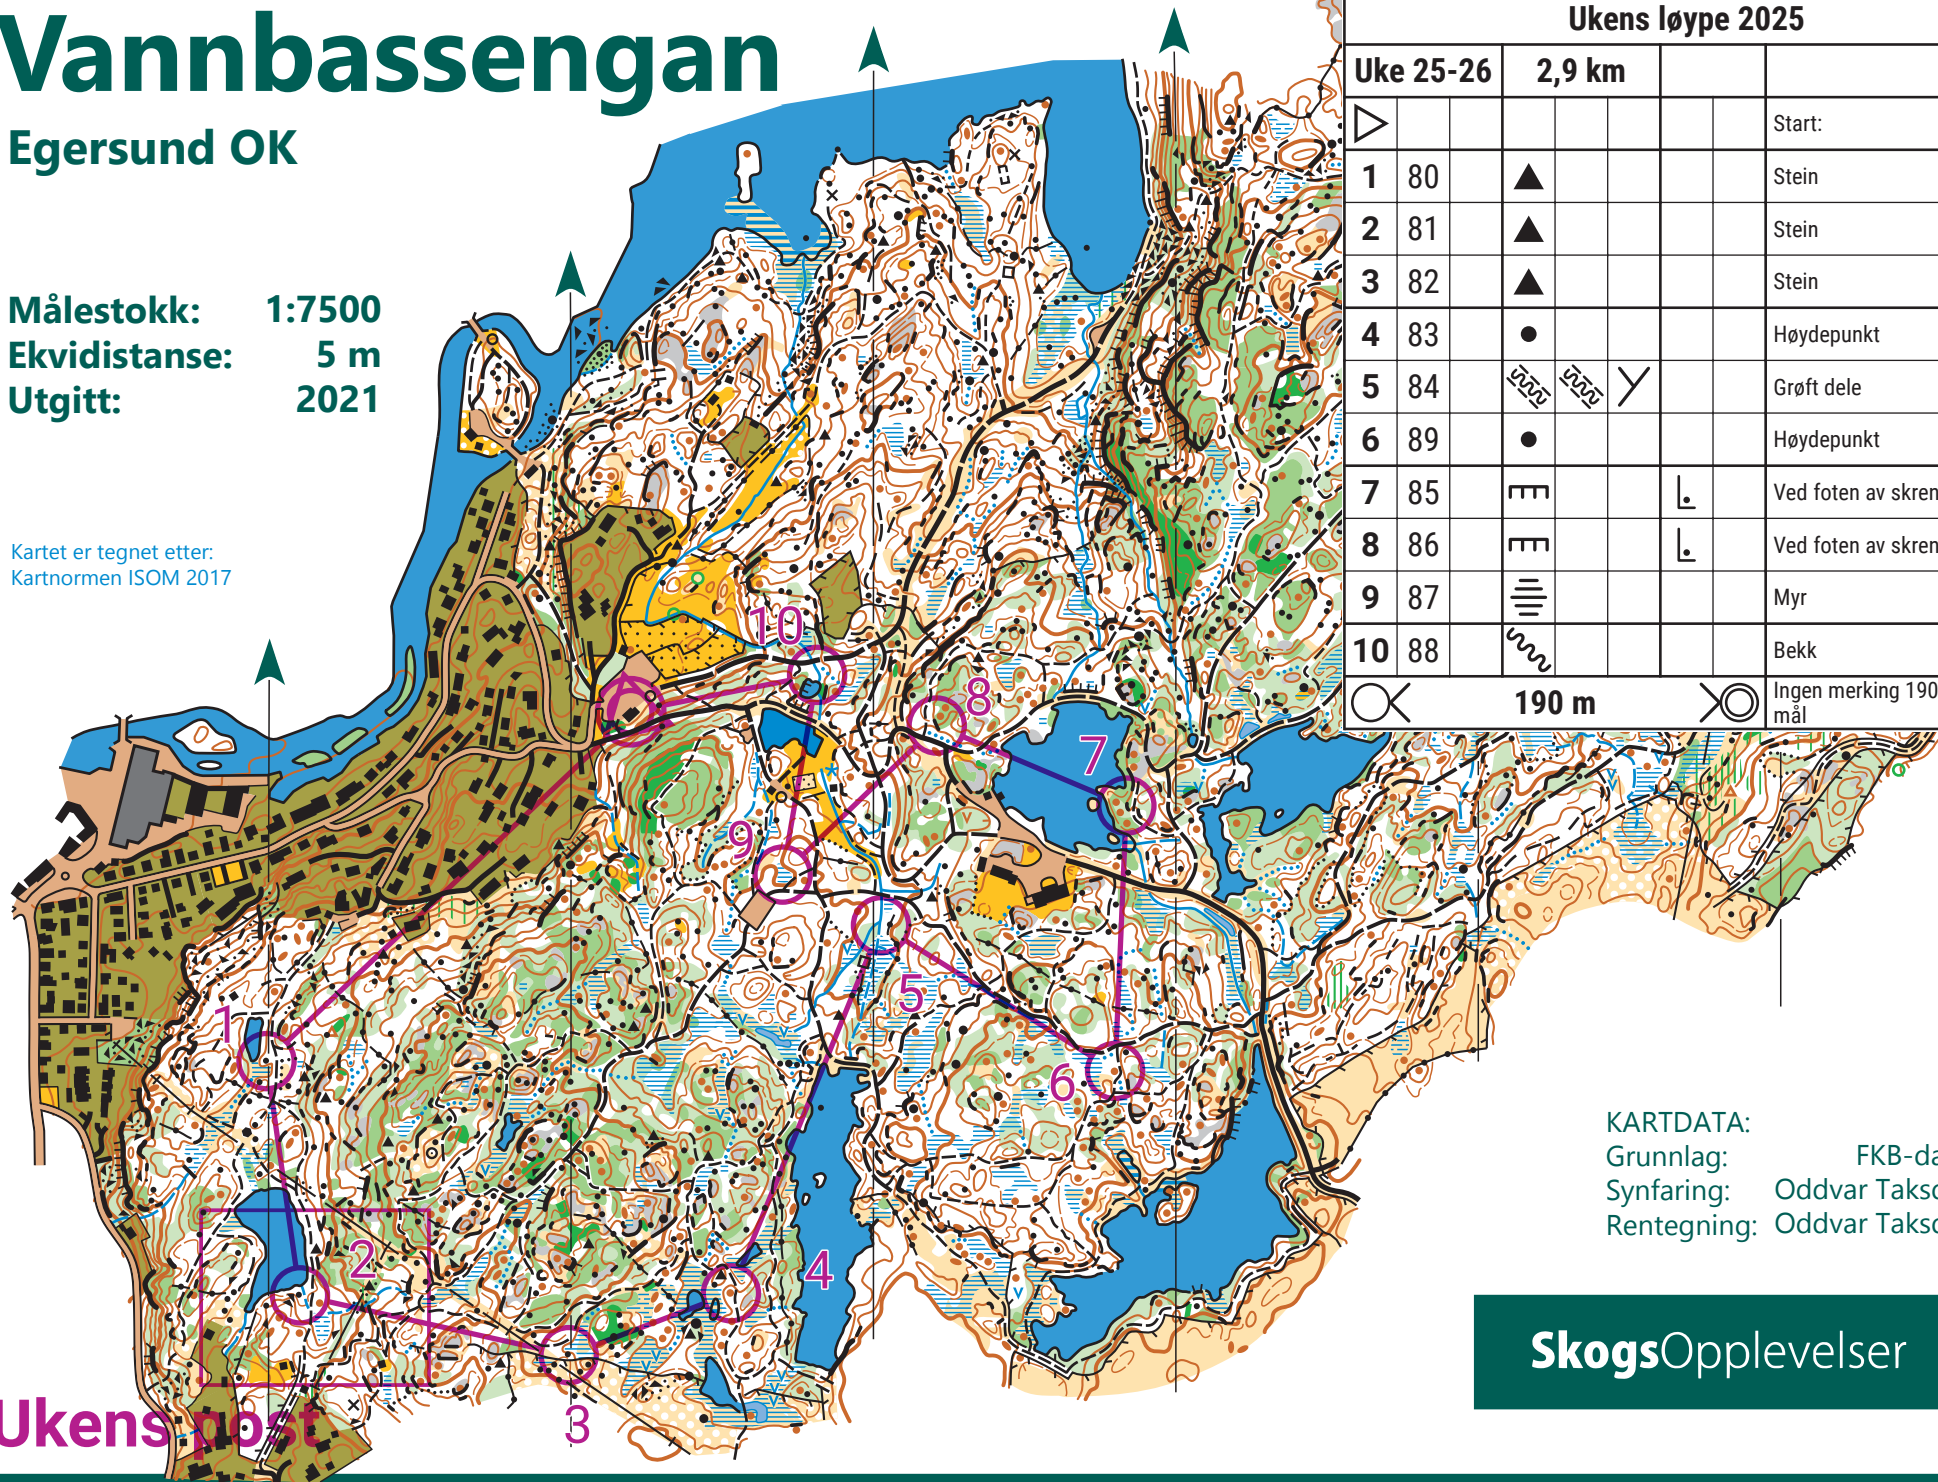 Vannbassengan
Egersund OK
Målestokk: 1:7500
Ekvidistanse: 5 m
Utgitt: 2021
Kartet er tegnet etter:
Kartnormen ISOM 2017
Ukens løype 2025
Uke 25-26 2,9 km
Start:
1 80 Stein
2 81 Stein
3 82 Stein
4 83 Høydepunkt
5 84 Grøft dele
6 89 Høydepunkt
7 85 Ved foten av skren
8 86 Ved foten av skren
9 87 Myr
10 88 Bekk
190 m Ingen merking 190
mål
10
8
7
9
5
1
6
2
4
3
KARTDATA:
Grunnlag: FKB-da
Synfaring: Oddvar Taksd
Rentegning: Oddvar Taksd
SkogsOpplevelser
Ukens post